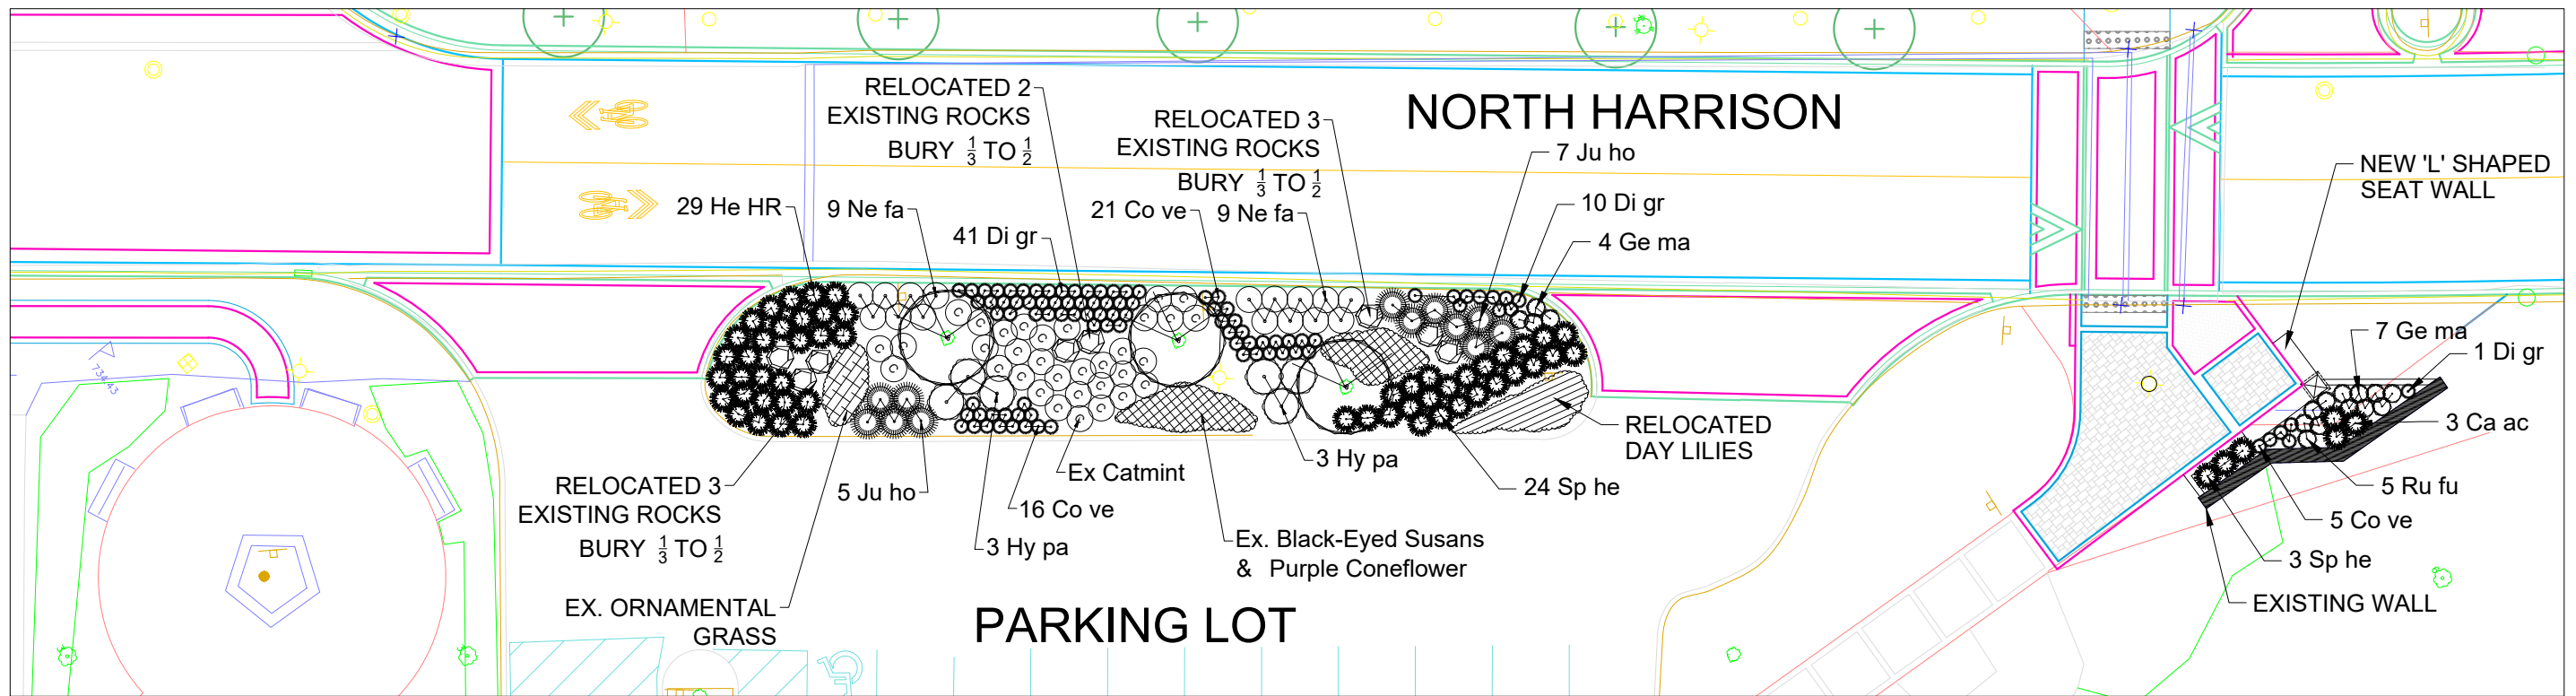 RELOCATED 2
EXISTING ROCKS
BURY 1/3 TO 1/2
RELOCATED 3
EXISTING ROCKS
BURY 1/3 TO 1/2
NORTH HARRISON
7 Ju ho
NEW 'L' SHAPED
SEAT WALL
29 He HR
9 Ne fa
41 Di gr
21 Co ve
9 Ne fa
10 Di gr
4 Ge ma
734.43
7 Ge ma
1 Di gr
3 Ca ac
RELOCATED
DAY LILIES
5 Ru fu
5 Co ve
3 Sp he
EXISTING WALL
RELOCATED 3
EXISTING ROCKS
BURY 1/3 TO 1/2
5 Ju ho
Ex Catmint
16 Co ve
3 Hy pa
3 Hy pa
24 Sp he
Ex. Black-Eyed Susans
& Purple Coneflower
EX. ORNAMENTAL
GRASS
PARKING LOT